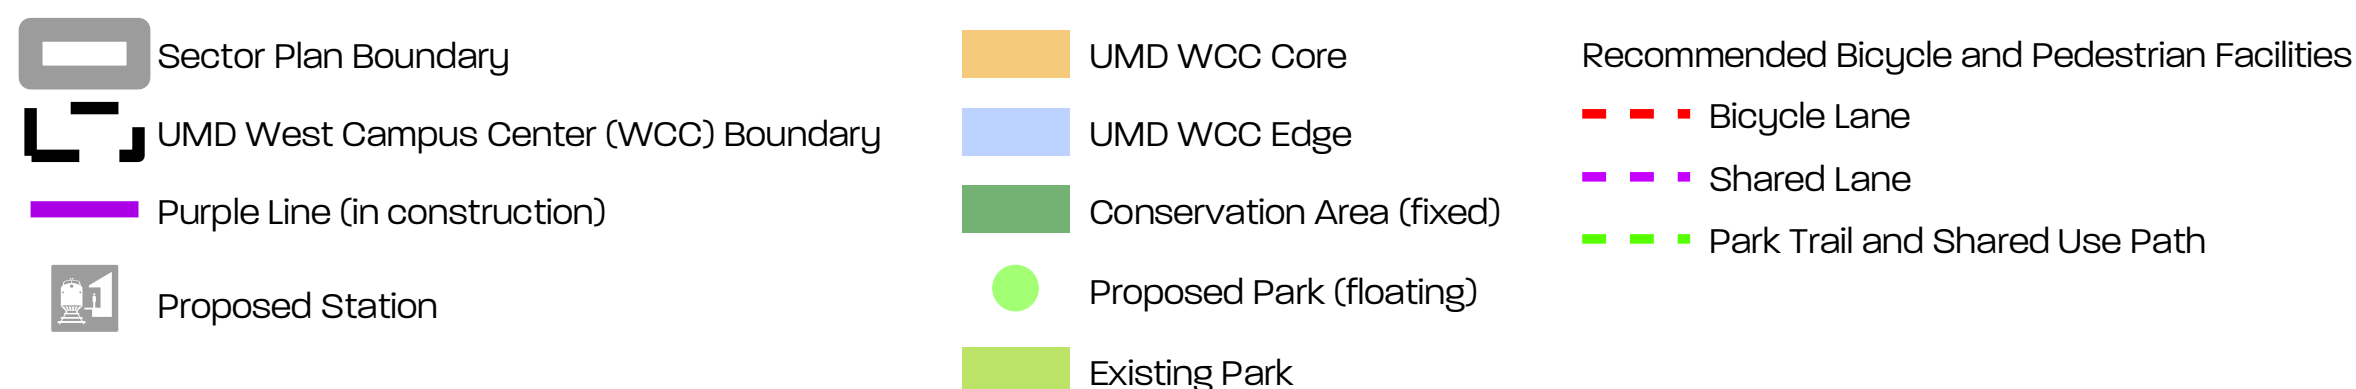 Sector Plan Boundary
UMD West Campus Center (WCC) Boundary
Purple Line (in construction)
Proposed Station
UMD WCC Core
UMD WCC Edge
Conservation Area (fixed)
Proposed Park (floating)
Existing Park
Recommended Bicycle and Pedestrian Facilities
Bicycle Lane
Shared Lane
Park Trail and Shared Use Path